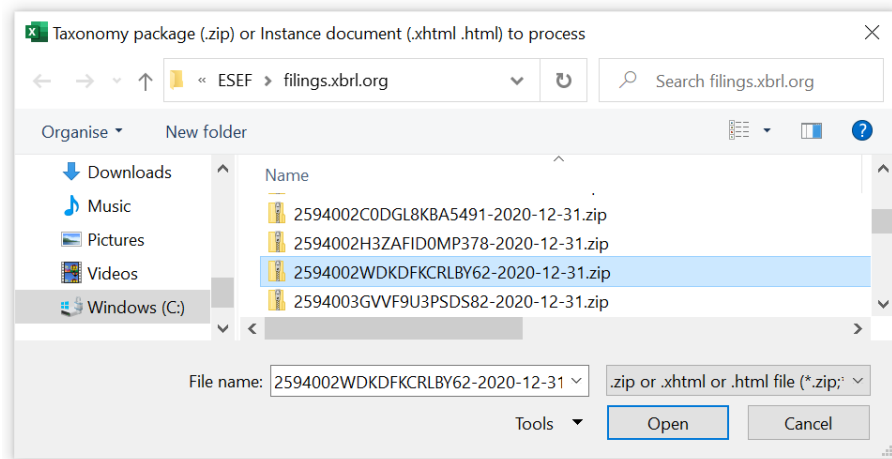 Taxonomy package (.zip) or Instance document (.xhtml .html) to process
« ESEF > filings.xbrl.org
Search filings.xbrl.org
Organise
New folder
Downloads
Music
Pictures
Videos
Windows (C:)
Name
2594002C0DGL8KBA5491-2020-12-31.zip
2594002H3ZAFID0MP378-2020-12-31.zip
2594002WDKDFKCRLBY62-2020-12-31.zip
2594003GVVF9U3PSDS82-2020-12-31.zip
File name: 2594002WDKDFKCRLBY62-2020-12-31
.zip or .xhtml or .html file (*.zip;
Tools
Open
Cancel